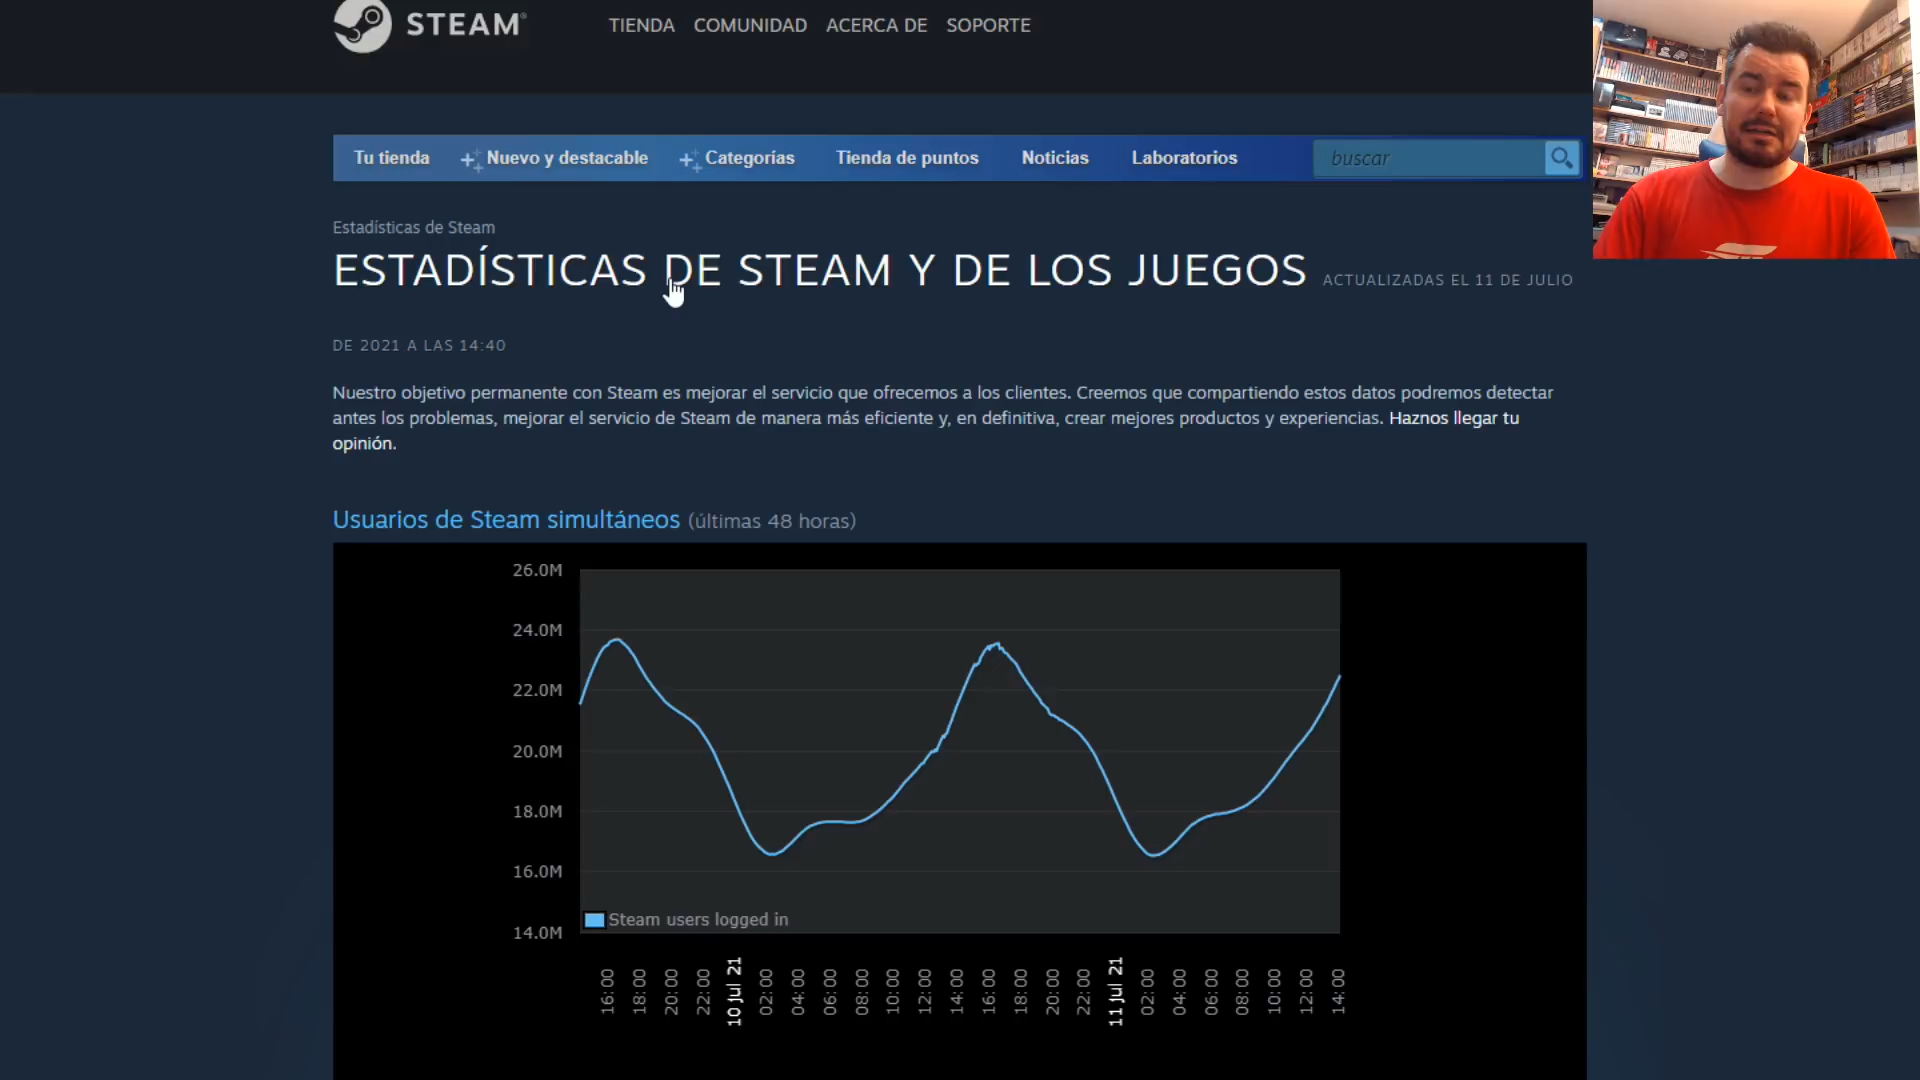 STEAM®
TIENDA COMUNIDAD ACERCA DE SOPORTE
Tu tienda Nuevo y destacable Categorías Tienda de puntos Noticias Laboratorios buscar
Estadísticas de Steam
ESTADÍSTICAS DE STEAM Y DE LOS JUEGOS ACTUALIZADAS EL 11 DE JULIO
DE 2021 A LAS 14:40
Nuestro objetivo permanente con Steam es mejorar el servicio que ofrecemos a los clientes. Creemos que compartiendo estos datos podremos detectar
antes los problemas, mejorar el servicio de Steam de manera más eficiente y, en definitiva, crear mejores productos y experiencias. Haznos llegar tu
opinión.
Usuarios de Steam simultáneos (últimas 48 horas)
26.0M
24.0M
22.0M
20.0M
18.0M
16.0M
14.0M
Steam users logged in
16:00 18:00 20:00 22:00 10 jul 21 02:00 04:00 06:00 08:00 10:00 12:00 14:00 16:00 18:00 20:00 22:00 11 jul 21 02:00 04:00 06:00 08:00 10:00 12:00 14:00